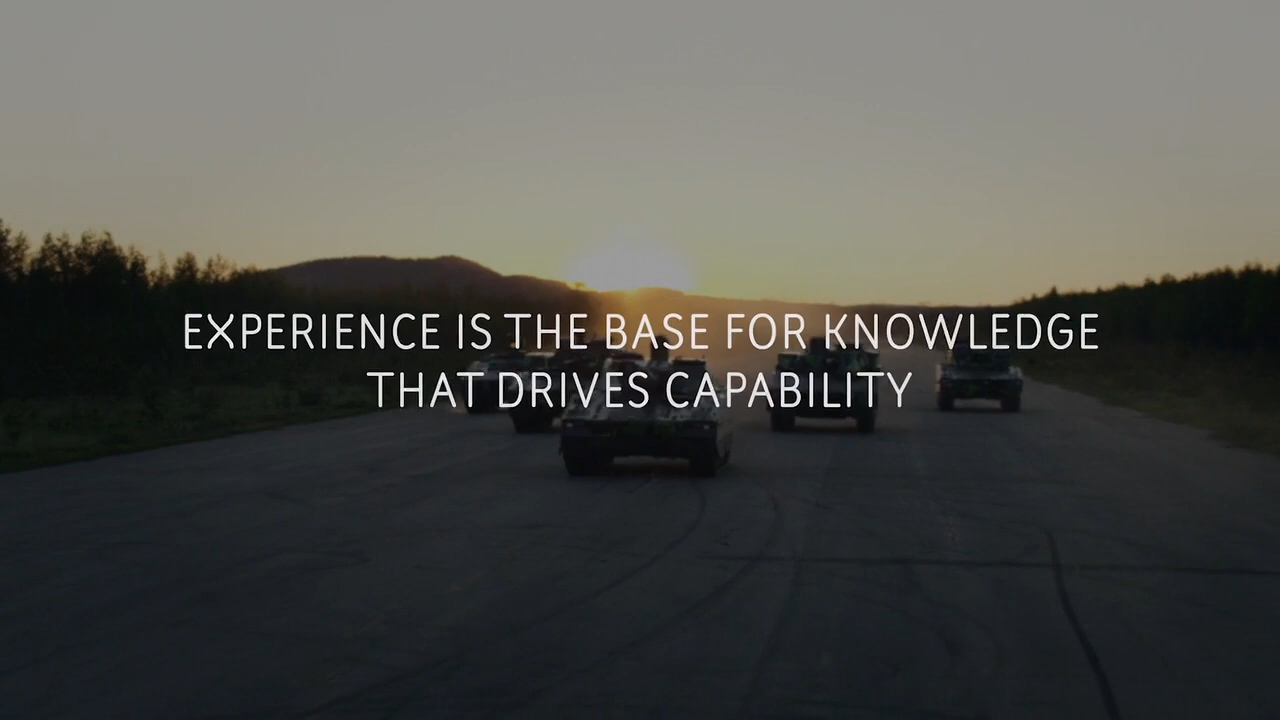 EXPERIENCE IS THE BASE FOR KNOWLEDGE
THAT DRIVES CAPABILITY